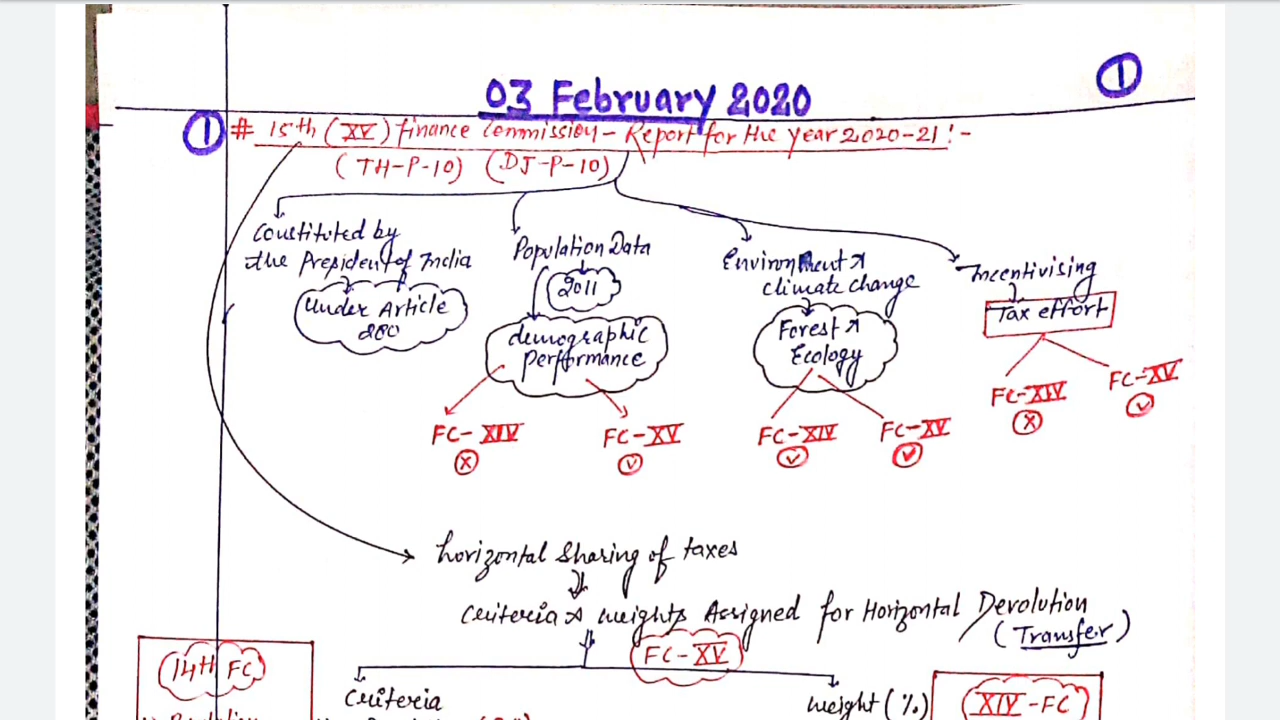 03 February 2020
①
① # 15th (XV) finance Commission - Report for the year 2020-21 :-
(TH-P-10) (DJ-P-10)
Constituted by
the President of India
Under Article
280
Population Data
2011
demographic
Performance
FC-XIV
FC-XV
Environment &
climate change
Forest &
Ecology
FC-XIV
FC-XV
Incentivising
Tax effort
FC-XIV
FC-XV
horizontal sharing of taxes
Criteria & weights Assigned for Horizontal Devolution
(Transfer)
FC-XV
14th FC
Criteria
weight (%)
XIV-FC